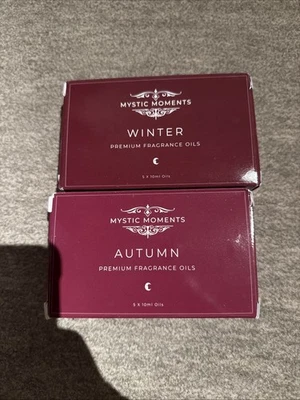 MYSTIC MOMENTS
WINTER
PREMIUM FRAGRANCE OILS
5 X 10ml Oils
MYSTIC MOMENTS
AUTUMN
PREMIUM FRAGRANCE OILS
5 X 10ml Oils